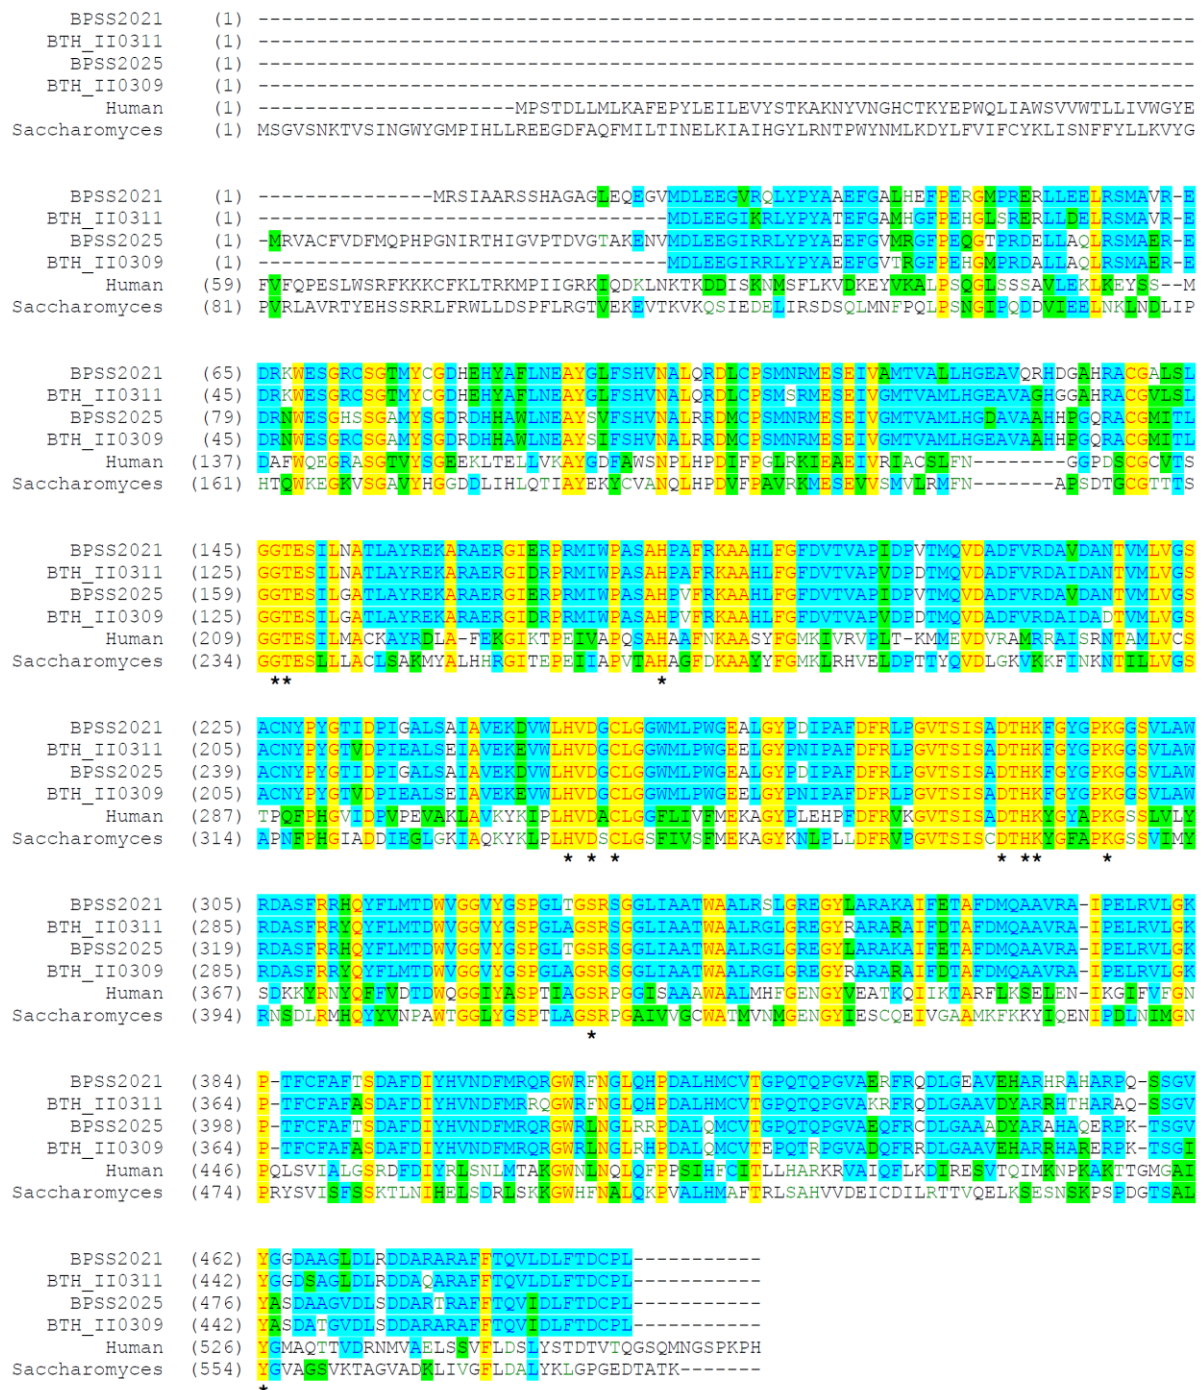 BPSS2021 (1) ------------------------------------------------------------------------------
BTH_II0311 (1) ------------------------------------------------------------------------------
BPSS2025 (1) ------------------------------------------------------------------------------
BTH_II0309 (1) ------------------------------------------------------------------------------
Human (1) ----------------------MPSTDLLMLKAFEPYLEILEVYSTKAKNYVNGHCTKYEPWQLIAWSVVWTLLIVWGYE
Saccharomyces (1) MSGVSNKTVSINGWYGMPIHLLREEGDFAQFMILTINELKIAIHGYLRNTPWYNMLKDYLFVIFCYKLISNFFYLLKVYG
BPSS2021 (1) ---------------MRSIAARSSHAGAGLEQEGVMDLEEGVRQLYPYAAEFGALHEFPERGMPRERLLEELRSMAVR-E
BTH_II0311 (1) -----------------------------------MDLEEGIKRLYPYATEFGAMHGFPEHGLSRERLLDELRSMAVR-E
BPSS2025 (1) -MRVACFVDFMQPHPGNIRTHIGVPTDVGTAKENVMDLEEGIRRLYPYAEEFGVMRGFPEQGTPRDELLAQLRSMAER-E
BTH_II0309 (1) -----------------------------------MDLEEGIRRLYPYAEEFGVTRGFPEHGMPRDALLAQLRSMAER-E
Human (59) FVFQPESLWSRFKKKCFKLTRKMPIIGRKIQDKLNKTKDDISKNMSFLKVDKEYVKALPSQGLSSSAVLEKLKEYSS--M
Saccharomyces (81) PVRLAVRTYEHSSRRLFRWLLDSPFLRGTVEKEVTKVKQSIEDELIRSDSQLMNFPQLPSNGIPQDDVIEELNKLNDLIP
BPSS2021 (65) DRKWESGRCSGTMYCGDHEHYAFLNEAYGLFSHVNALQRDLCPSMNRMESEIVAMTVALLHGEAVQRHDGAHRACGALSL
BTH_II0311 (45) DRKWESGRCSGTMYCGDHEHYAFLNEAYGLFSHVNALQRDLCPSMSRMESEIVGMTVAMLHGEAVAGHGGAHRACGVLSL
BPSS2025 (79) DRNWESGHSSGAMYSGDRDHHAWLNEAYSVFSHVNALRRDMCPSMNRMESEIVGMTVAMLHGDAVAAHHPGQRACGMITL
BTH_II0309 (45) DRNWESGRCSGAMYSGDRDHHAWLNEAYSIFSHVNALRRDMCPSMNRMESEIVGMTVAMLHGEAVAAHHPGQRACGMITL
Human (137) DAFWQEGRASGTVYSGEEKLTELLVKAYGDFAWSNPLHPDIFPGLRKIEAEIVRIACSLFN-------GGPDSCGCVTS
Saccharomyces (161) HTQWKEGKVSGAVYHGGDDLIHLQTIAYEKYCVANQLHPDVFPAVRKMESEVVSMVLRMFN-------APSDTGCGTTTS
BPSS2021 (145) GGTESILNATLAYREKARAERGIERPRMIWPASAHPAFRKAAHLFGFDVTVAPIDPVTMQVDADFVRDAVDANTVMLVGS
BTH_II0311 (125) GGTESILNATLAYREKARAERGIDRPRMIWPASAHPAFRKAAHLFGFDVTVAPVDPDTMQVDADFVRDAIDANTVMLVGS
BPSS2025 (159) GGTESILGATLAYREKARAERGIERPRMIWPASAHPVFRKAAHLFGFDVTVAPIDPVTMQVDADFVRDAVDANTVMLVGS
BTH_II0309 (125) GGTESILGATLAYREKARAERGIDRPRMIWPASAHPVFRKAAHLFGFDVTVAPVDPDTMQVDADFVRDAIDADTVMLVGS
Human (209) GGTESILMACKAYRDLA-FEKGIKTPEIVAPQSAHAAFNKAASYFGMKIVRVPLT-KMMEVDVRAMRRAISRNTAMLVCS
Saccharomyces (234) GGTESLLLACLSAKMYALHHRGITEPEIIAPVTAHAGFDKAAYYFGMKLRHVELDPTTYQVDLGKVKKFINKNTILLVGS
** *
BPSS2021 (225) ACNYPYGTIDPIGALSAIAVEKDVWLHVDGCLGGWMLPWGEALGYPDIPAFDFRLPGVTSISADTHKFGYGPKGGSVLAW
BTH_II0311 (205) ACNYPYGTVDPIEALSEIAVEKDVWLHVDGCLGGWMLPWGEELGYPNIPAFDFRLPGVTSISADTHKFGYGPKGGSVLAW
BPSS2025 (239) ACNYPYGTIDPIGALSAIAVEKDVWLHVDGCLGGWMLPWGEALGYPDIPAFDFRLPGVTSISADTHKFGYGPKGGSVLAW
BTH_II0309 (205) ACNYPYGTVDPIEALSEIAVEKEVWLHVDGCLGGWMLPWGEELGYPNIPAFDFRLPGVTSISADTHKFGYGPKGGSVLAW
Human (287) TPQFPHGVIDPVPEVAKLAVKYKIPLHVDACLGGFLIVFMEKAGYPLEHPFDFRVKGVTSISADTHKYGYAPKGSSLVLY
Saccharomyces (314) APNFPHGIADDIEGLGKIAQKYKLPLHVDSCLGSFIVSFMEKAGYKNLPLLDFRVPGVTSISCDTHKYGFAPKGSSVIMY
* * * * ** *
BPSS2021 (305) RDASFRRHQYFLMTDWVGGVYGSPGLTGSRSGGLIAATWAALRSLGREGYLARAKAIFETAFDMQAAVRA-IPELRVLGK
BTH_II0311 (285) RDASFRRYQYFLMTDWVGGVYGSPGLAGSRSGGLIAATWAALRGLGREGYRARARAIFDTAFDMQAAVRA-IPELRVLGK
BPSS2025 (319) RDASFRRHQYFLMTDWVGGVYGSPGLTGSRSGGLIAATWAALRGLGREGYLARAKAIFETAFDMQAAVRA-IPELRVLGK
BTH_II0309 (285) RDASFRRYQYFLMTDWVGGVYGSPGLAGSRSGGLIAATWAALRGLGREGYRARARAIFDTAFDMQAAVRA-IPELRVLGK
Human (367) SDKKYRNYQFFVDTDWQGGIYASPTIAGSRPGGISAAAWAALMHFGENGYVEATKQIIKTARFLKSELEN-IKGIFVFGN
Saccharomyces (394) RNSDLRMHQYYVNPAWTGGLYGSPTLAGSRPGAIVVGCWATMVNMGENGYIESCQEIVGAAMKFKKYIQENIPDLNIMGN
*
BPSS2021 (384) P-TFCFAFTSDAFDIYHVNDFMRQRGWRFNGLQHPDALHMCVTGPQTQPGVAERFRQDLGEAVEHARHRAHARPQ-SSGV
BTH_II0311 (364) P-TFCFAFASDAFDIYHVNDFMRRQGWRFNGLQHPDALHMCVTGPQTQPGVAKRFRQDLGAAVDYARRHTHARAQ-SSGV
BPSS2025 (398) P-TFCFAFTSDAFDIYHVNDFMRQRGWRLNGLRRPDALQMCVTGPQTQPGVAEQFRCDLGAAADYARAHAQERPK-TSGV
BTH_II0309 (364) P-TFCFAFASDAFDIYHVNDFMRQRGWRLNGLRHPDALQMCVTEPQTRPGVADQFRRDLGAAVEHARRHARERPK-TSGI
Human (446) PQLSVIALGSRDFDIYRLSNLMTAKGWNLNQLQFPPSIHFCITLLHARKRVAIQFLKDIRESVTQIMKNPKAKTTGMGAI
Saccharomyces (474) PRYSVISFSSKTLNIHELSDRLSKKGWHFNALQKPVALHMAFTRLSAHVVDEICDILRTTVQELKSESNSKPSPDGTSAL
BPSS2021 (462) YGGDAAGLDLRDDARARAFFTQVLDLFTDCPL-----------
BTH_II0311 (442) YGGDSAGLDLRDDAQARAFFTQVLDLFTDCPL-----------
BPSS2025 (476) YASDAAGVDLSDDARTRAFFTQVIDLFTDCPL-----------
BTH_II0309 (442) YASDATGVDLSDDARARAFFTQVIDLFTDCPL-----------
Human (526) YGMAQTTVDRNMVAELSSVFLDSLYSTDTVTQGSQMNGSPKPH
Saccharomyces (554) YGVAGSVKTAGVADKLIVGFLDALYKLGPGEDTATK-------
*